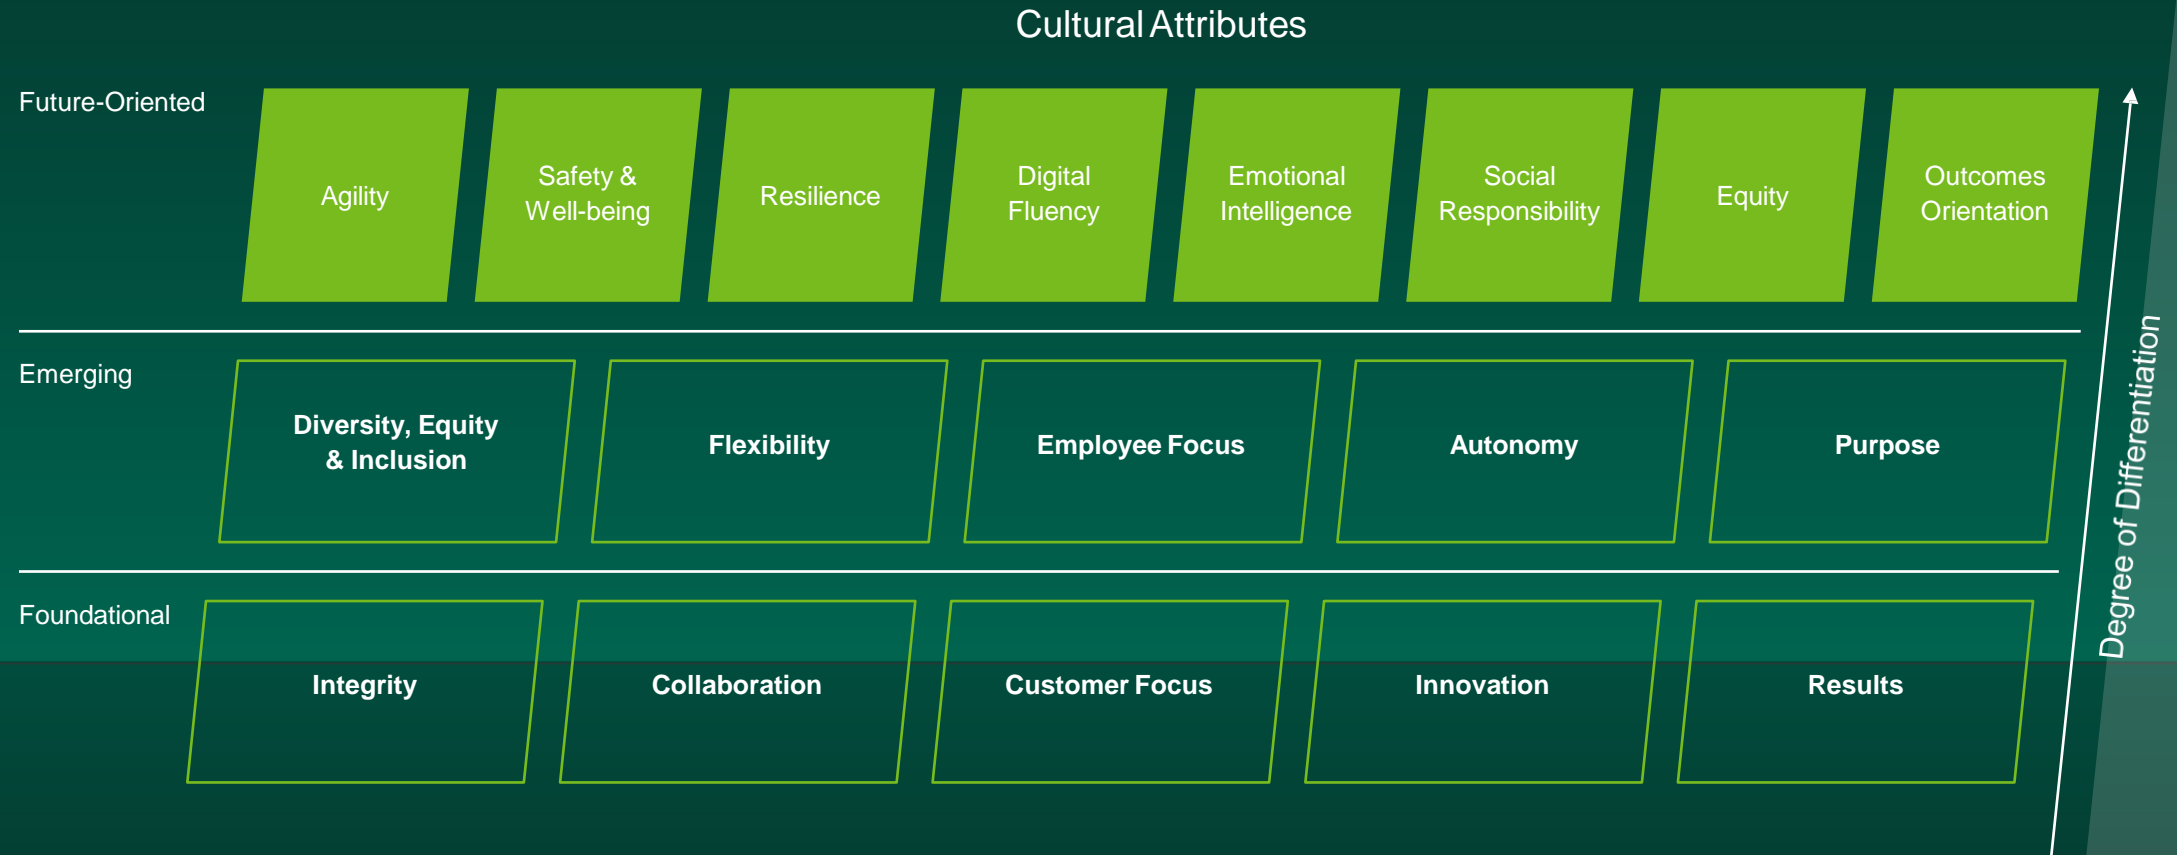 Cultural Attributes
Future-Oriented
Agility
Safety &
Well-being
Resilience
Digital
Fluency
Emotional
Intelligence
Social
Responsibility
Equity
Outcomes
Orientation
Emerging
Diversity, Equity
& Inclusion
Flexibility
Employee Focus
Autonomy
Purpose
Foundational
Integrity
Collaboration
Customer Focus
Innovation
Results
Degree of Differentiation